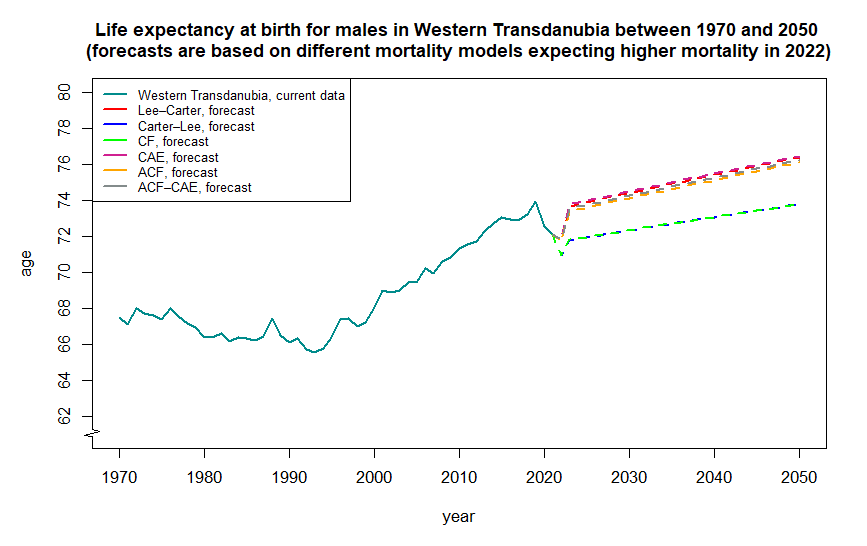 Life expectancy at birth for males in Western Transdanubia between 1970 and 2050
(forecasts are based on different mortality models expecting higher mortality in 2022)
Western Transdanubia, current data
Lee–Carter, forecast
Carter–Lee, forecast
CF, forecast
CAE, forecast
ACF, forecast
ACF–CAE, forecast
age
80
78
76
74
72
70
68
66
64
62
1970 1980 1990 2000 2010 2020 2030 2040 2050
year